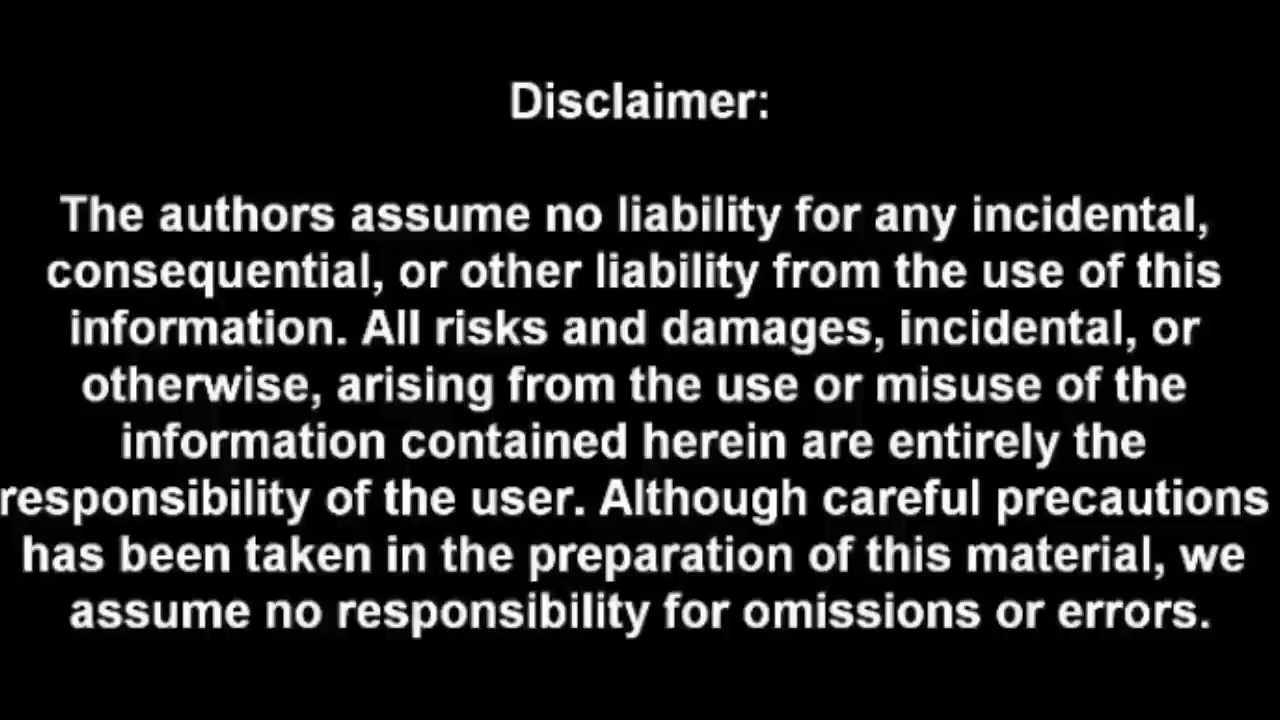 Disclaimer:
The authors assume no liability for any incidental,
consequential, or other liability from the use of this
information. All risks and damages, incidental, or
otherwise, arising from the use or misuse of the
information contained herein are entirely the
responsibility of the user. Although careful precautions
has been taken in the preparation of this material, we
assume no responsibility for omissions or errors.